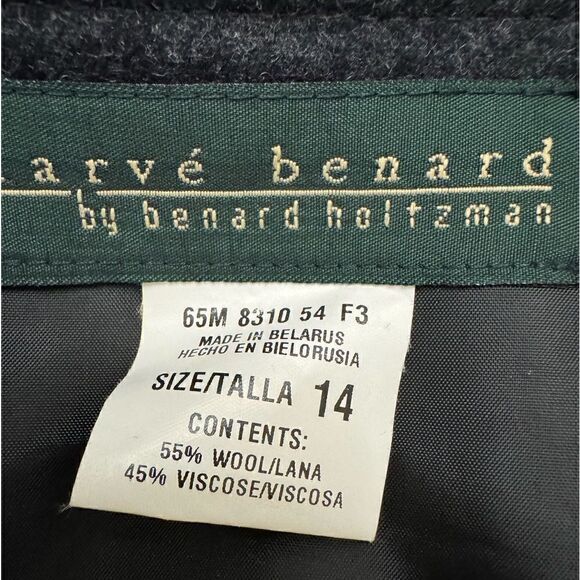 arvé benard
by benard holtzman
65M 8310 54 F3
MADE IN BELARUS
HECHO EN BIELORUSIA
SIZE/TALLA 14
CONTENTS:
55% WOOL/LANA
45% VISCOSE/VISCOSA